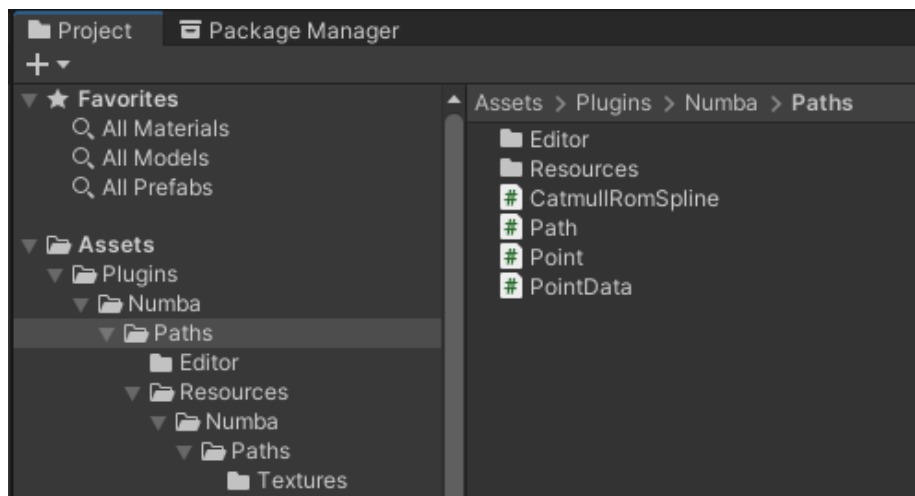 Project Package Manager
Favorites
All Materials
All Models
All Prefabs
Assets
Plugins
Numba
Paths
Editor
Resources
Numba
Paths
Textures
Assets > Plugins > Numba > Paths
Editor
Resources
# CatmullRomSpline
# Path
# Point
# PointData